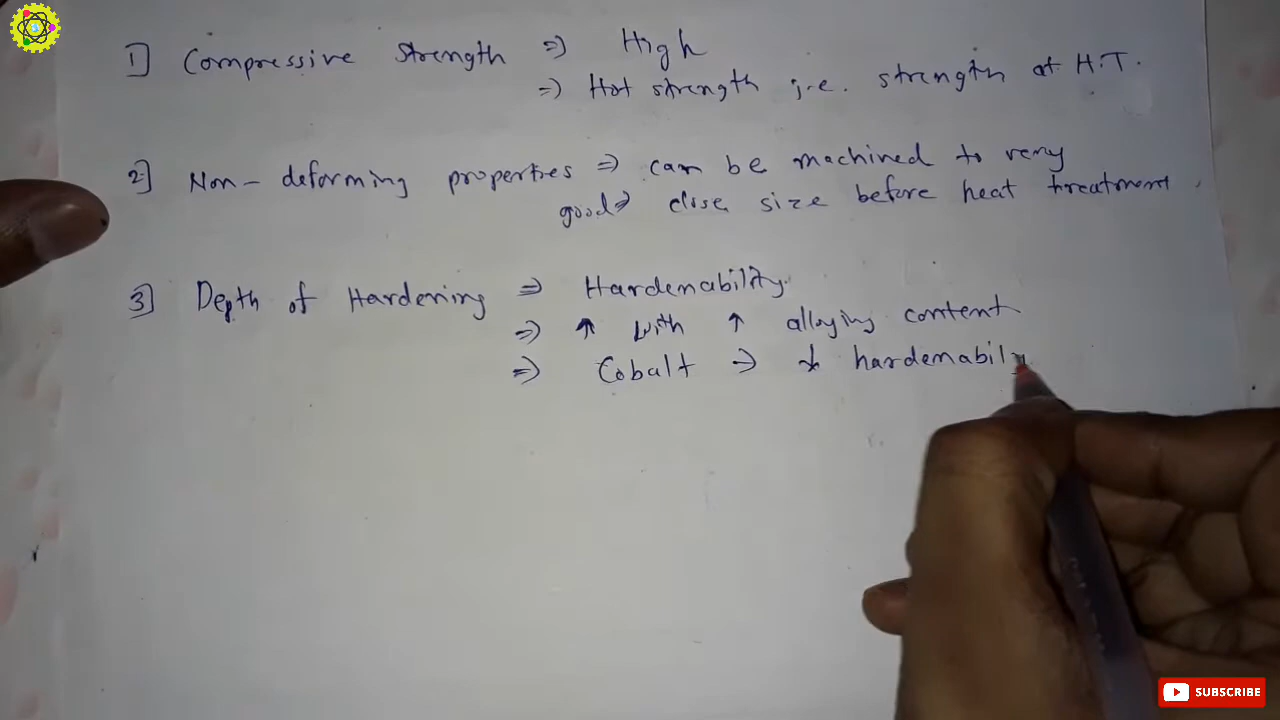 1] Compressive Strength => High
=> Hot strength i.e. strength at H.T.
2] Non-deforming properties => can be machined to very
good => close size before heat treatment.
3] Depth of Hardening => Hardenability.
=> ↑ with ↑ alloying content
=> Cobalt -> ↓ hardenability
SUBSCRIBE